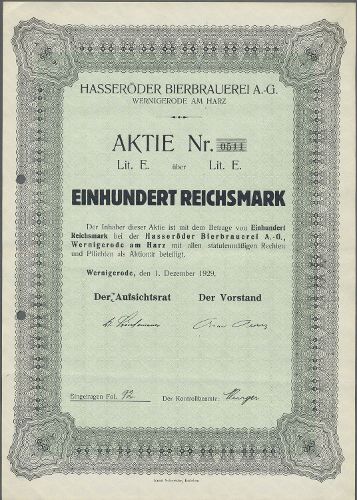 HASSERÖDER BIERBRAUEREI A.-G.
WERNIGERODE AM HARZ
AKTIE Nr. 0511
Lit. E. über Lit. E.
EINHUNDERT REICHSMARK
Der Inhaber dieser Aktie ist mit dem Betrage von Einhundert
Reichsmark bei der Hasseröder Bierbrauerei A.-G.,
Wernigerode am Harz mit allen statutenmäßigen Rechten
und Pflichten als Aktionär beteiligt.
Wernigerode, den 1. Dezember 1929.
Der Aufsichtsrat Der Vorstand
Eingetragen Fol. 92 Der Kontrollbeamte: